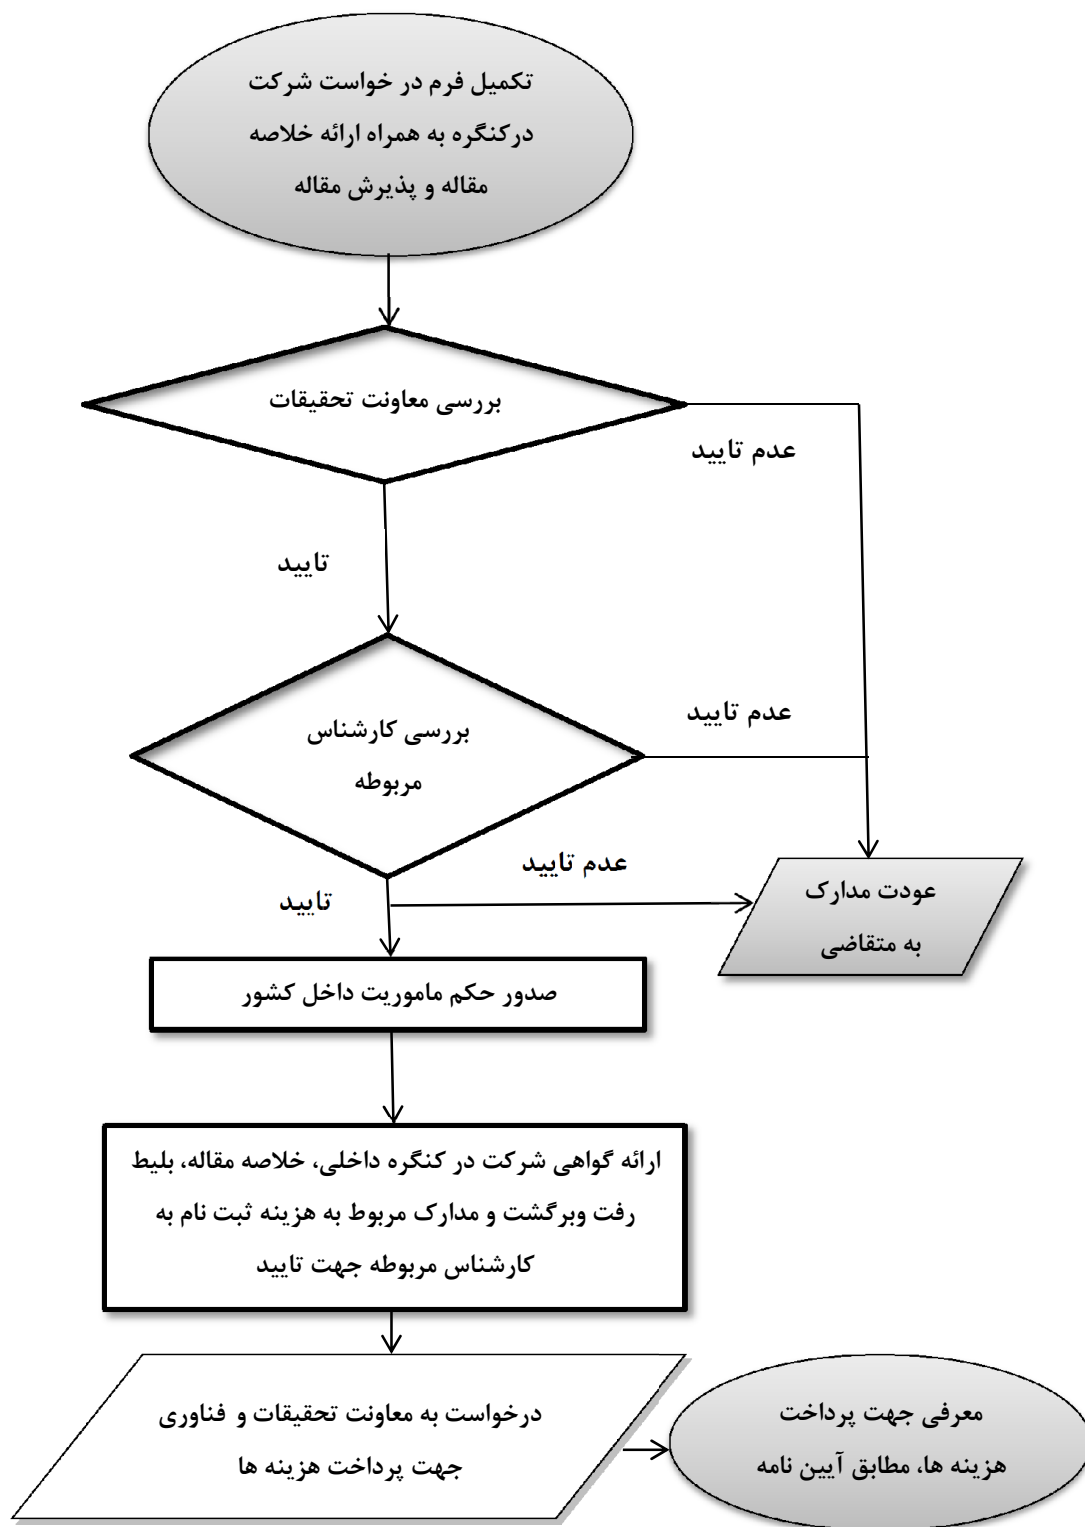 تکمیل فرم در خواست شرکت
درکنگره به همراه ارائه خلاصه
مقاله و پذیرش مقاله
بررسی معاونت تحقیقات
عدم تایید
تایید
بررسی کارشناس
مربوطه
عدم تایید
عدم تایید
تایید
عودت مدارک
به متقاضی
صدور حکم ماموریت داخل کشور
ارائه گواهی شرکت در کنگره داخلی، خلاصه مقاله، بلیط
رفت وبرگشت و مدارک مربوط به هزینه ثبت نام به
کارشناس مربوطه جهت تایید
درخواست به معاونت تحقیقات و فناوری
جهت پرداخت هزینه ها
معرفی جهت پرداخت
هزینه ها، مطابق آیین نامه